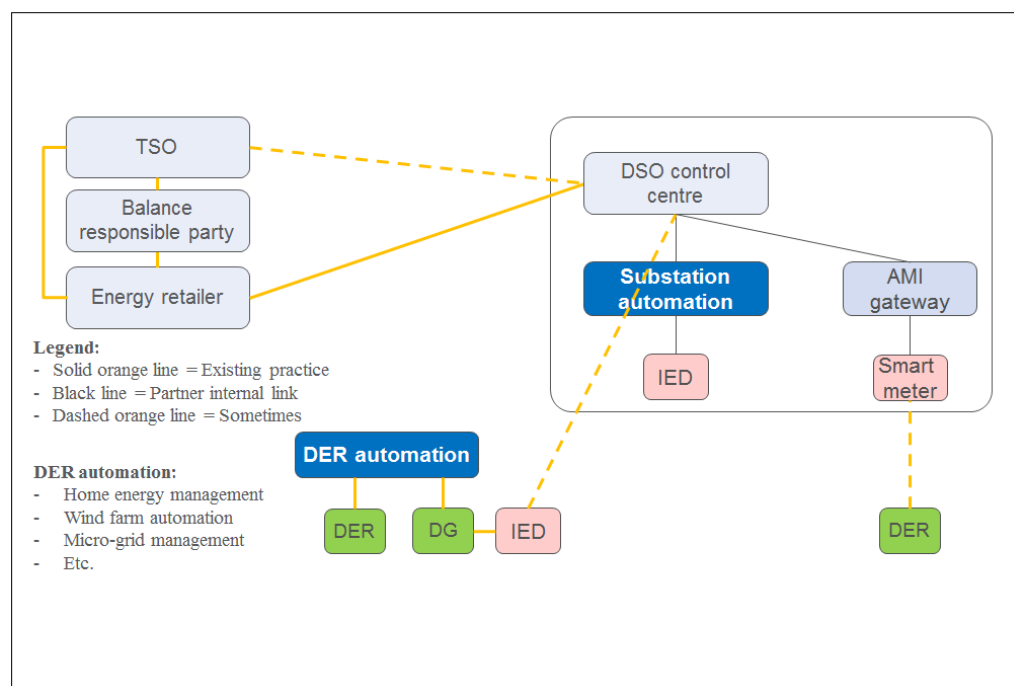 TSO
Balance
responsible party
Energy retailer
DSO control
centre
Substation
automation
AMI
gateway
IED
Smart
meter
Legend:
- Solid orange line = Existing practice
- Black line = Partner internal link
- Dashed orange line = Sometimes
DER automation:
- Home energy management
- Wind farm automation
- Micro-grid management
- Etc.
DER automation
DER
DG
IED
DER